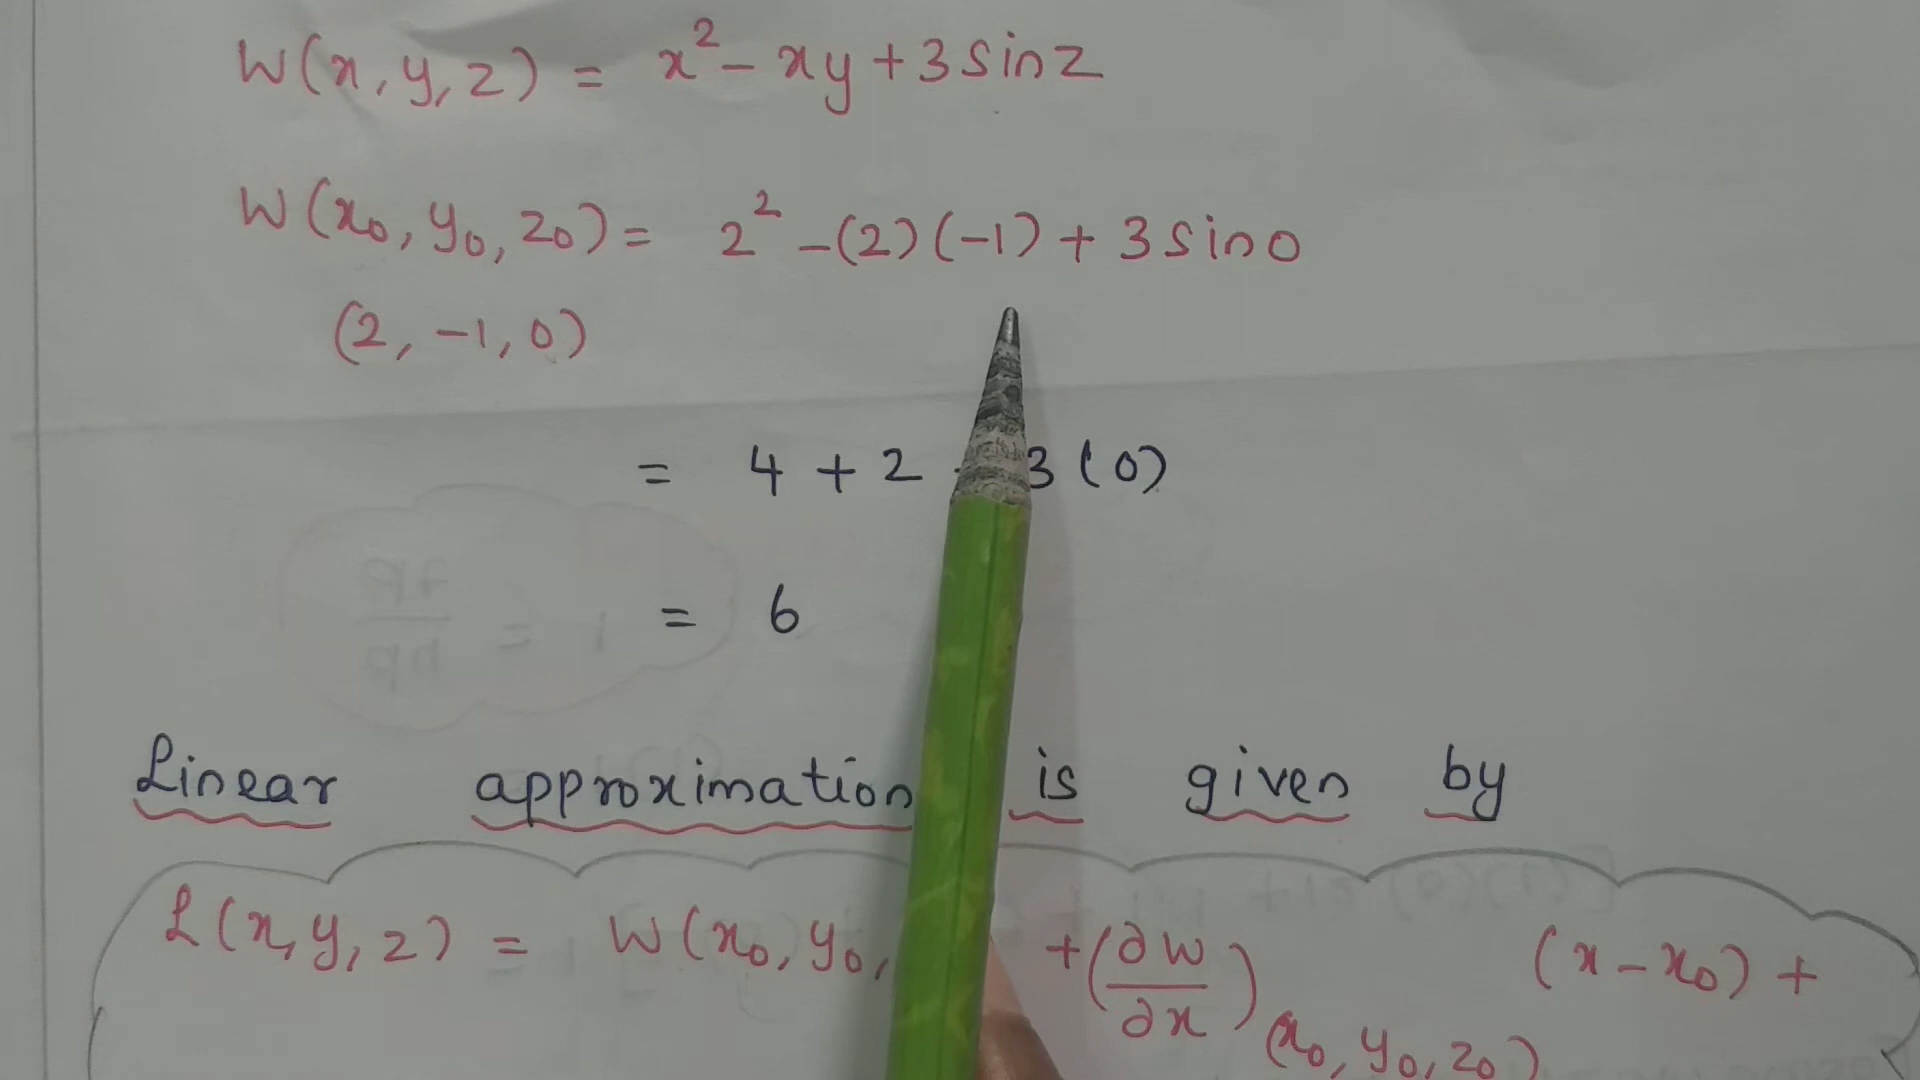 W(x, y, z) = x² - xy + 3 sin z
W(x₀, y₀, z₀) = 2² - (2)(-1) + 3 sin 0
(2, -1, 0)
= 4 + 2 3(0)
= 6
Linear approximation is given by
L(x, y, z) = W(x₀, y₀, + (∂w/∂x)(x₀, y₀, z₀) (x - x₀) +